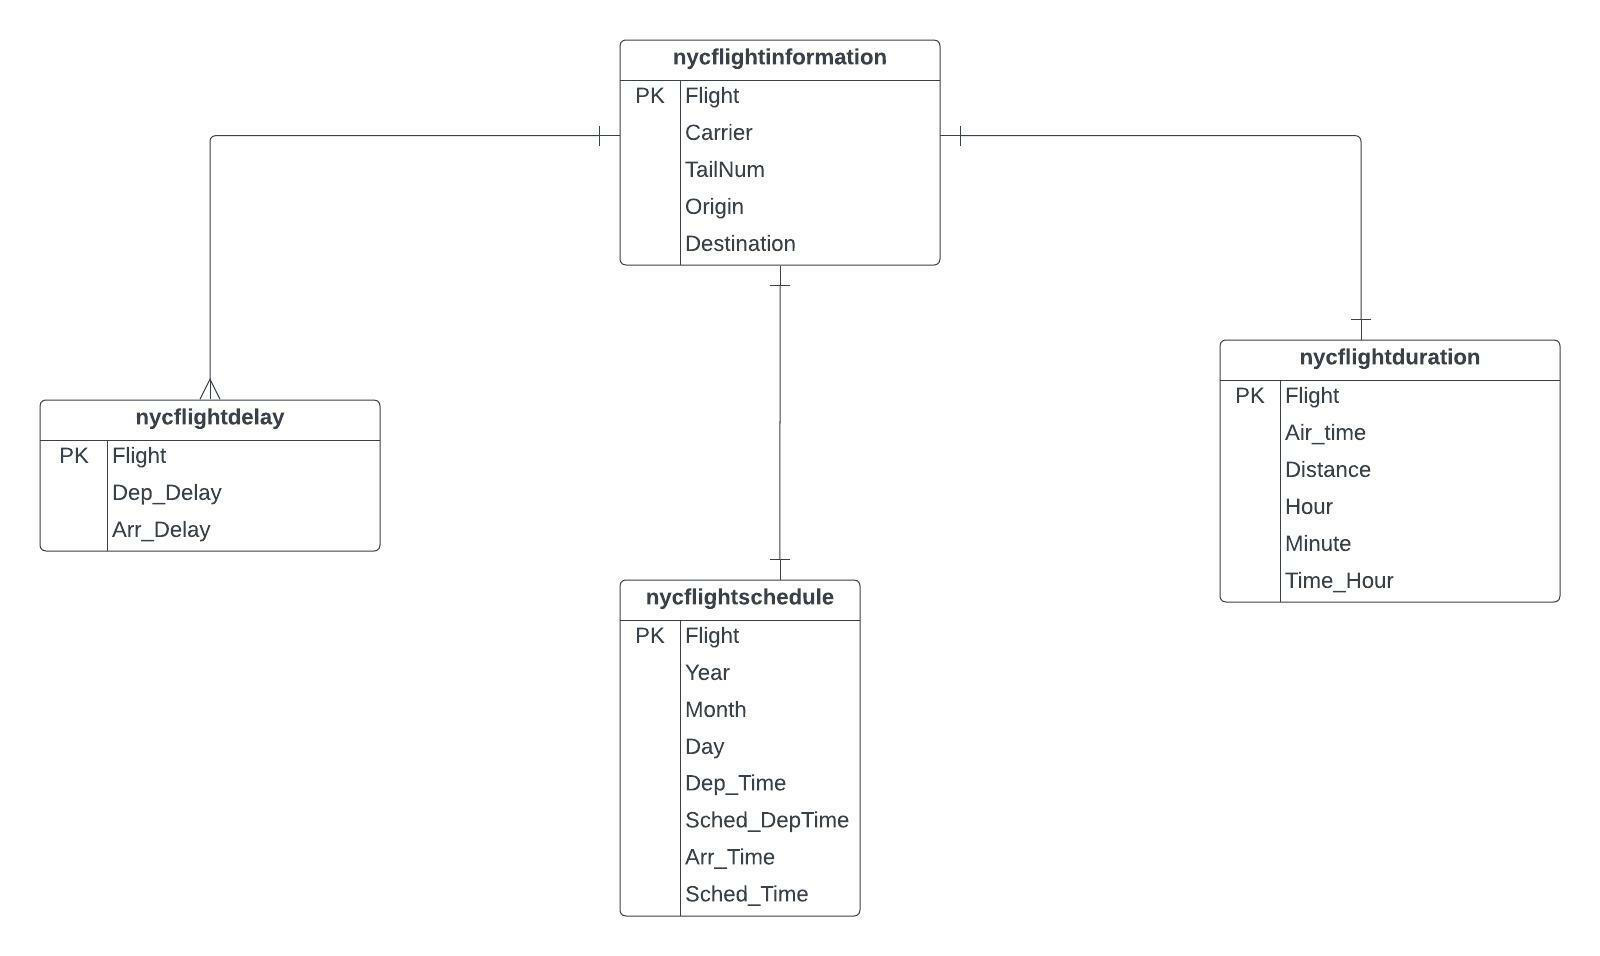 nycflightinformation
PK Flight
Carrier
TailNum
Origin
Destination
nycflightdelay
PK Flight
Dep_Delay
Arr_Delay
nycflightschedule
PK Flight
Year
Month
Day
Dep_Time
Sched_DepTime
Arr_Time
Sched_Time
nycflightduration
PK Flight
Air_time
Distance
Hour
Minute
Time_Hour